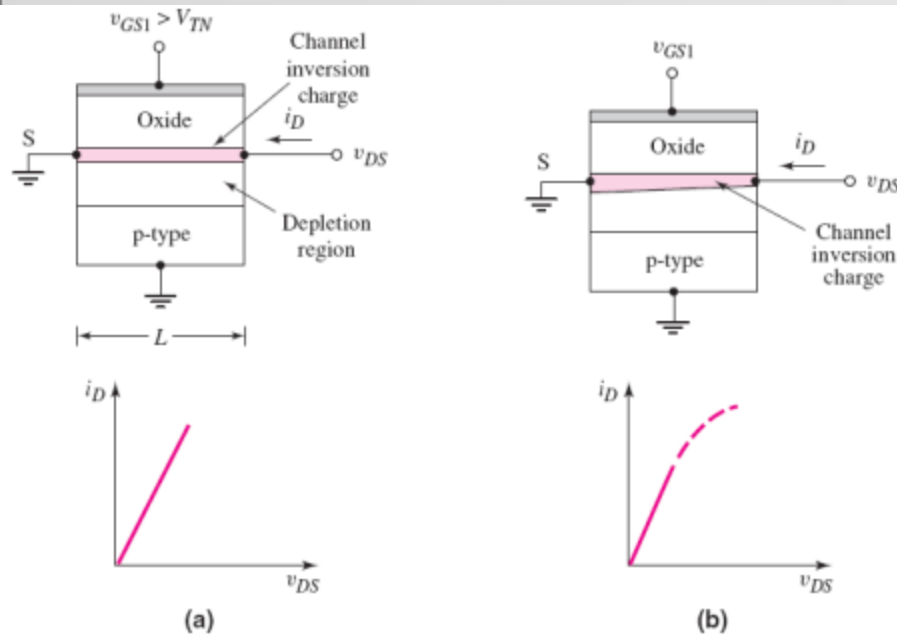 v_GS1 > V_TN
Channel
inversion
charge
Oxide
i_D
S
v_DS
Depletion
region
p-type
L
i_D
v_DS
(a)
v_GS1
Oxide
i_D
S
v_DS
Channel
inversion
charge
p-type
i_D
v_DS
(b)